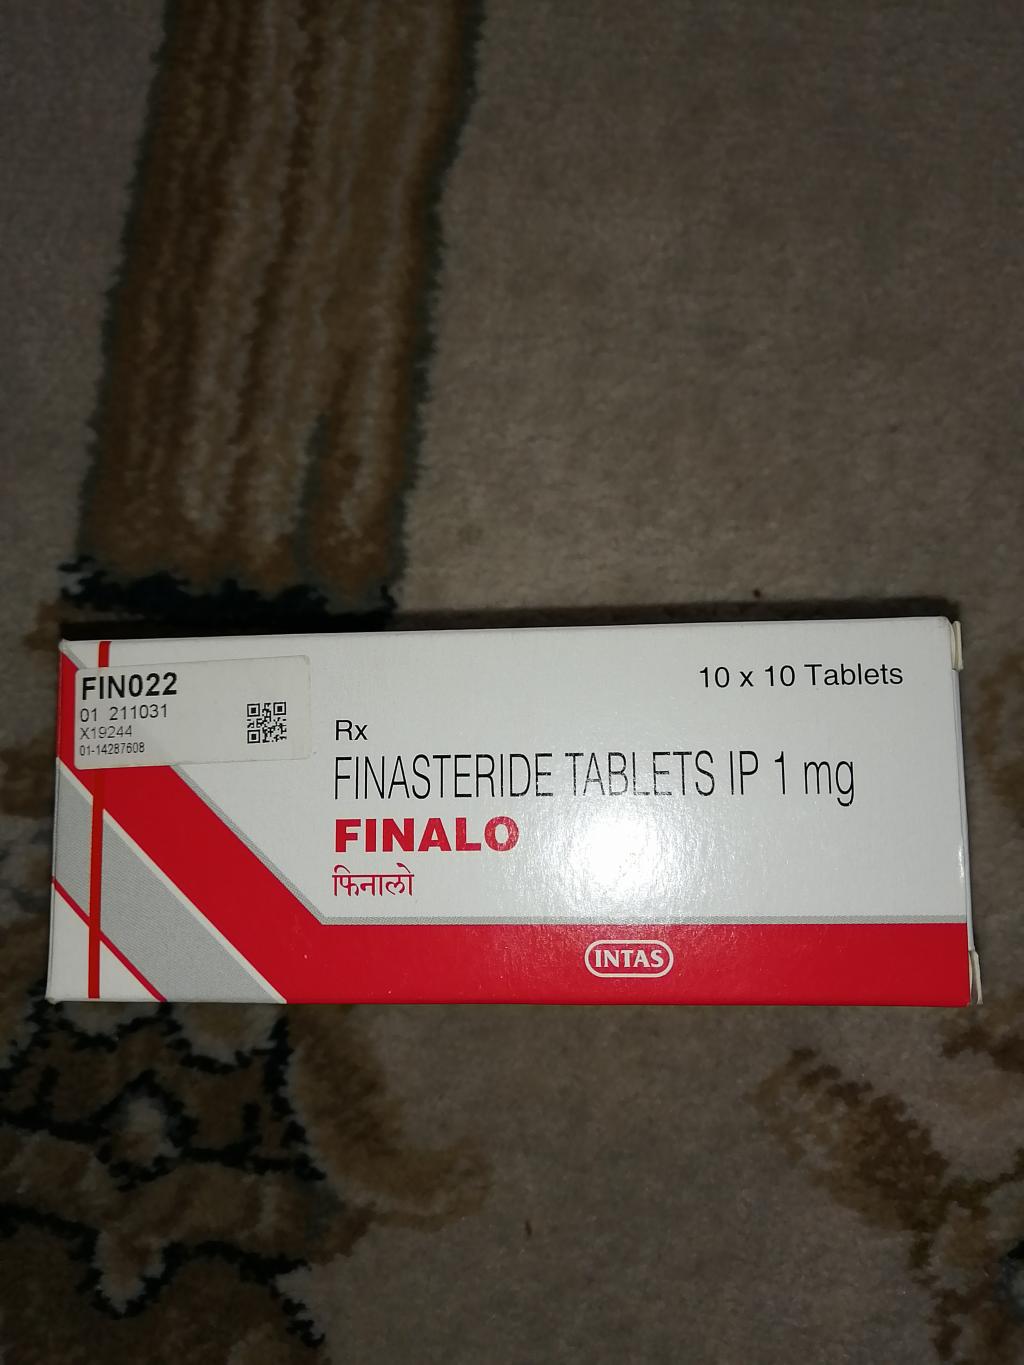 FIN022
01 211031
X19244
01-14287608
10 x 10 Tablets
Rx
FINASTERIDE TABLETS IP 1 mg
FINALO
फिनालो
INTAS